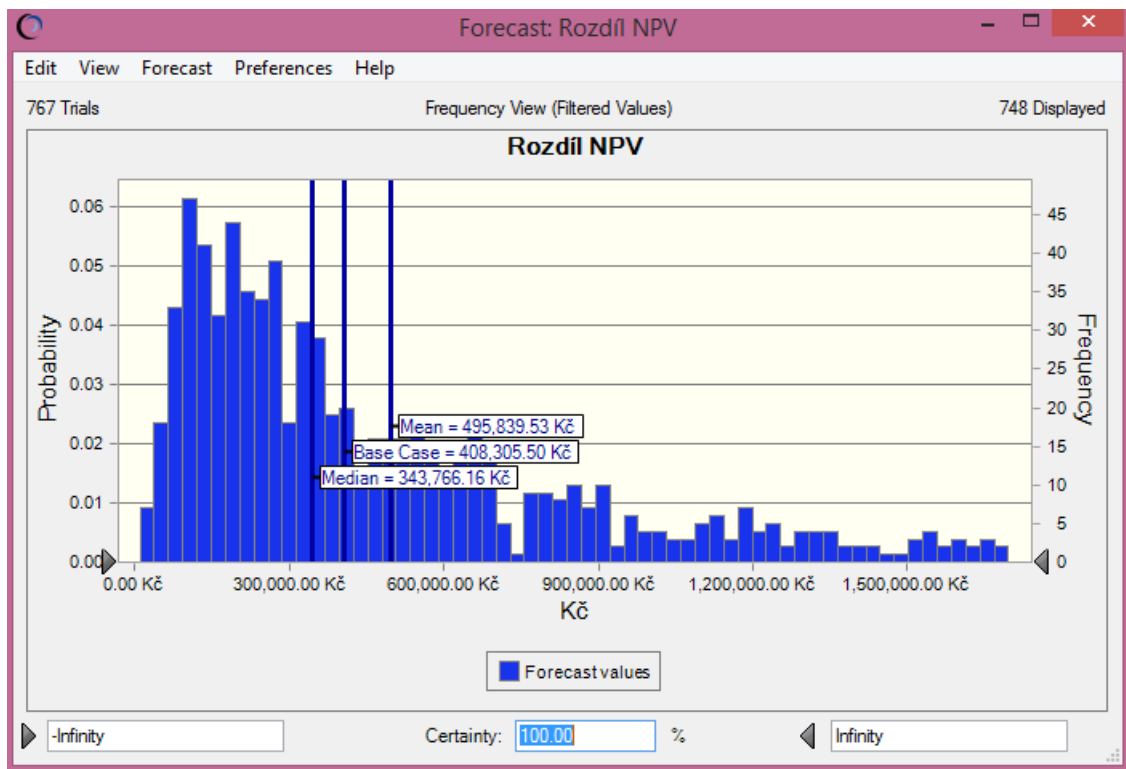 Forecast: Rozdíl NPV
Edit View Forecast Preferences Help
767 Trials Frequency View (Filtered Values) 748 Displayed
Rozdíl NPV
Probability
0.06
0.05
0.04
0.03
0.02
0.01
0.00
Mean = 495,839.53 Kč
Base Case = 408,305.50 Kč
Median = 343,766.16 Kč
45
40
35
30
25
20
15
10
5
0
Frequency
0.00 Kč 300,000.00 Kč 600,000.00 Kč 900,000.00 Kč 1,200,000.00 Kč 1,500,000.00 Kč
Kč
Forecast values
-Infinity Certainty: 100.00 % Infinity